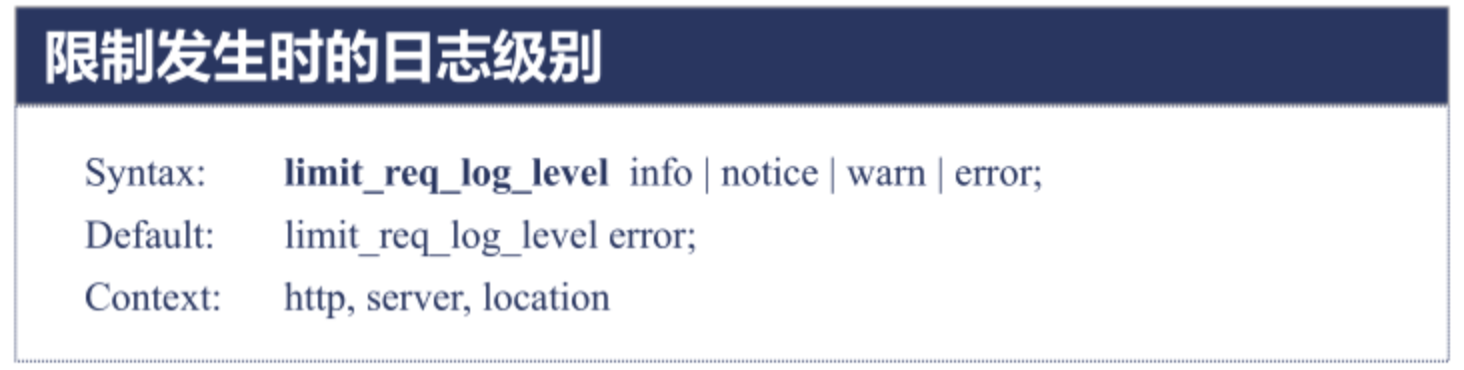 限制发生时的日志级别
Syntax: limit_req_log_level info | notice | warn | error;
Default: limit_req_log_level error;
Context: http, server, location